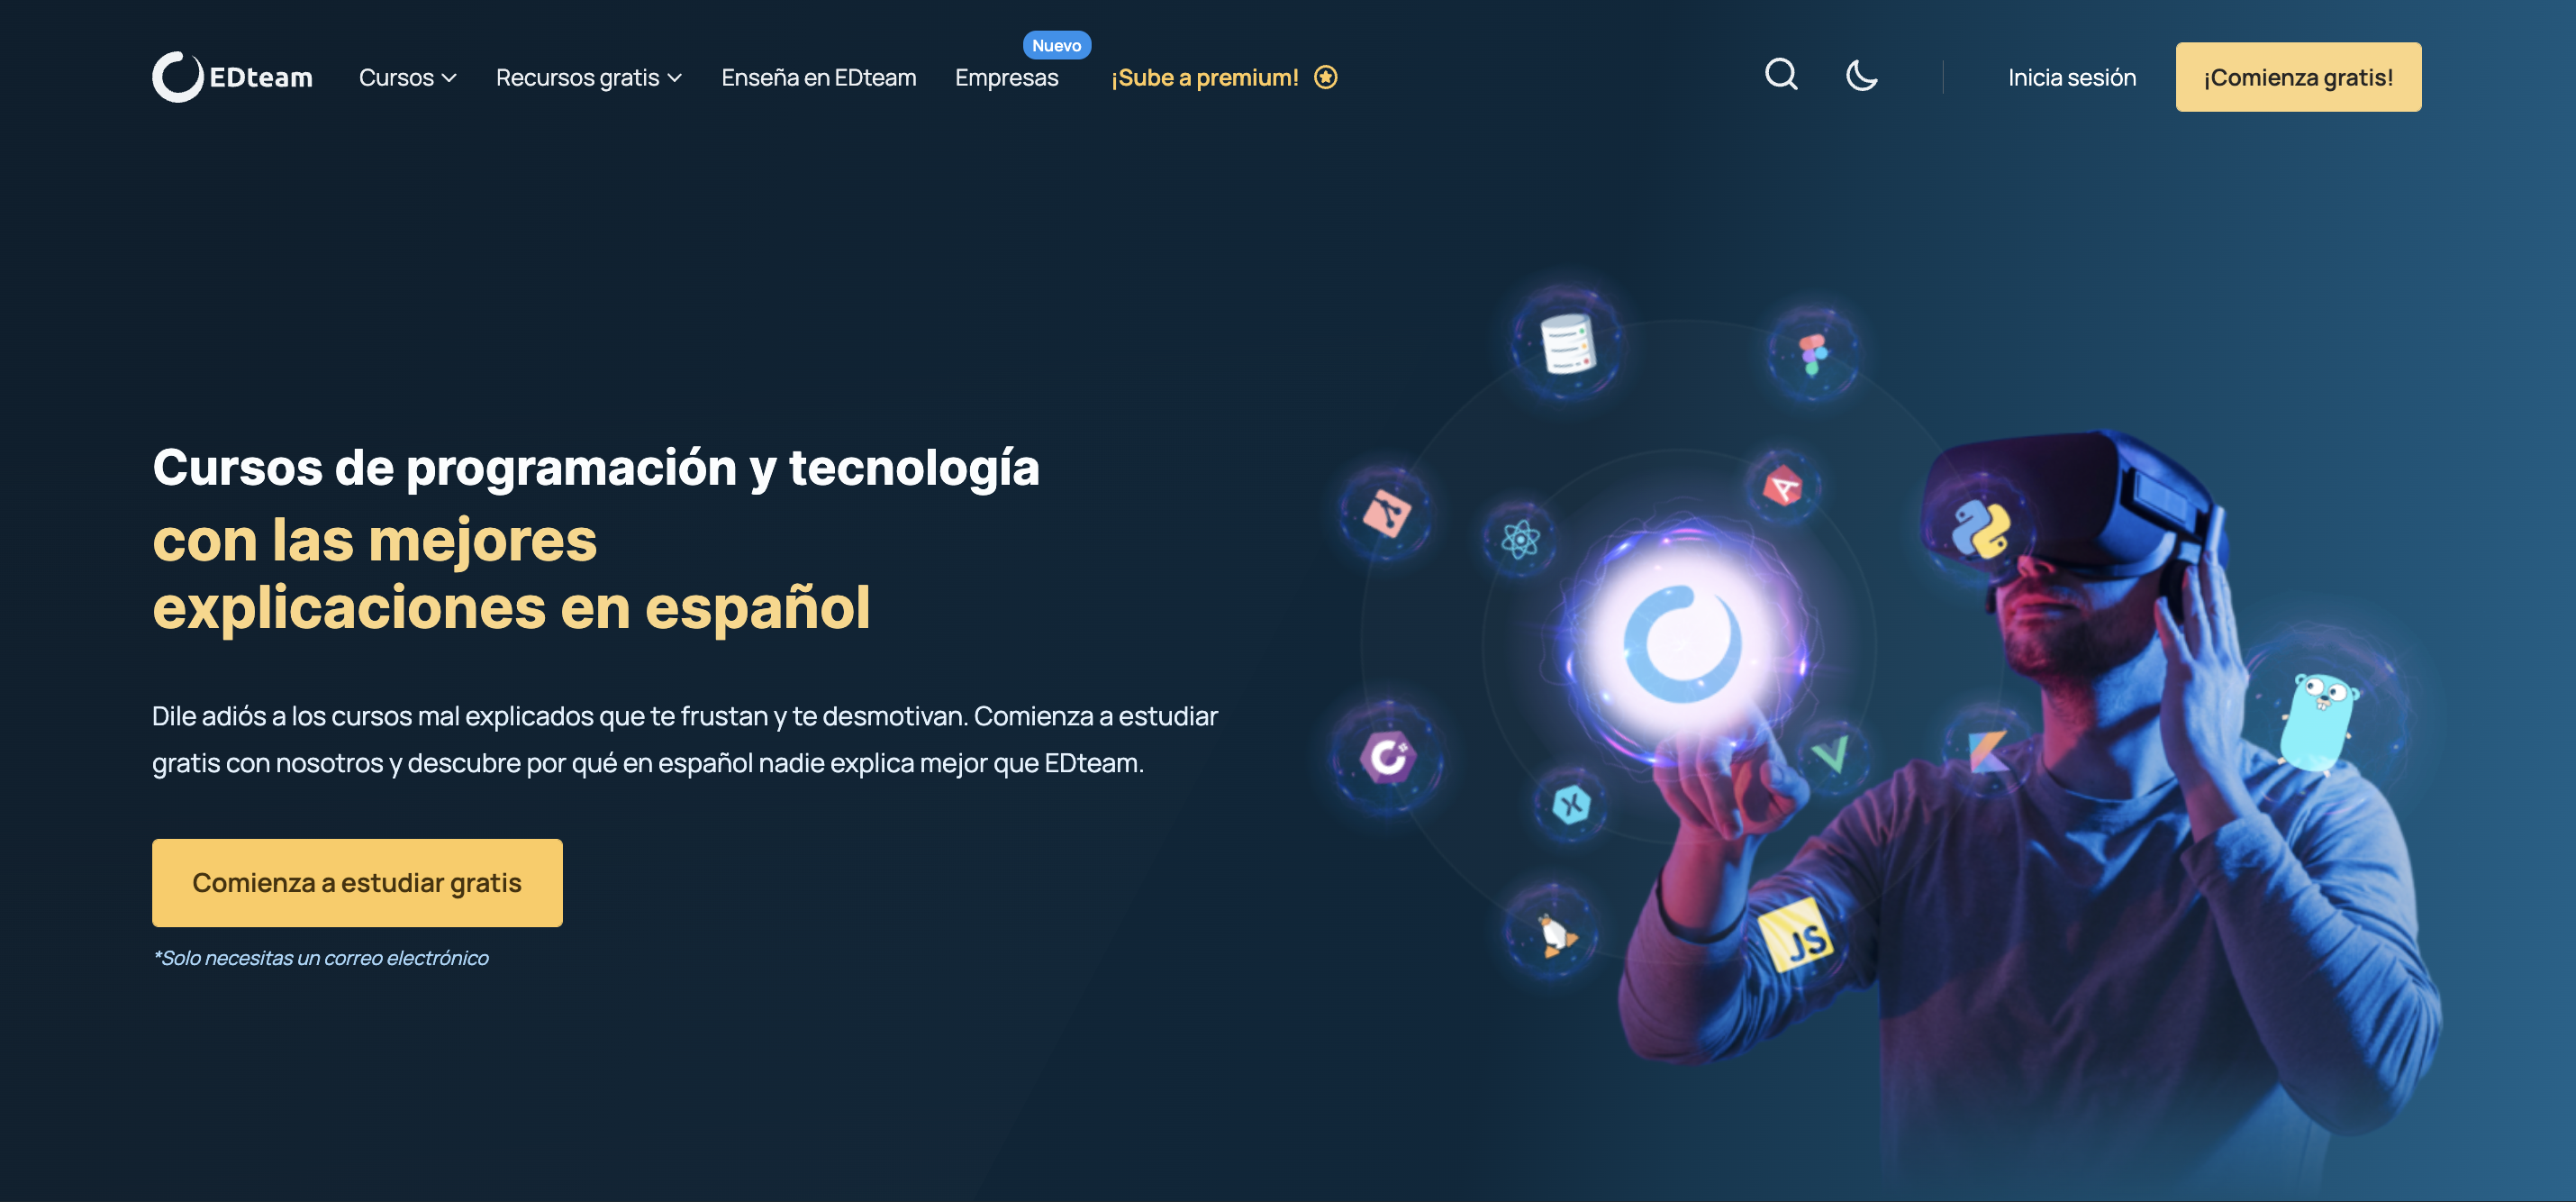 EDteam
Cursos
Recursos gratis
Enseña en EDteam
Empresas
Nuevo
¡Sube a premium!
Inicia sesión
¡Comienza gratis!
Cursos de programación y tecnología
con las mejores
explicaciones en español
Dile adiós a los cursos mal explicados que te frustan y te desmotivan. Comienza a estudiar
gratis con nosotros y descubre por qué en español nadie explica mejor que EDteam.
Comienza a estudiar gratis
*Solo necesitas un correo electrónico
JS